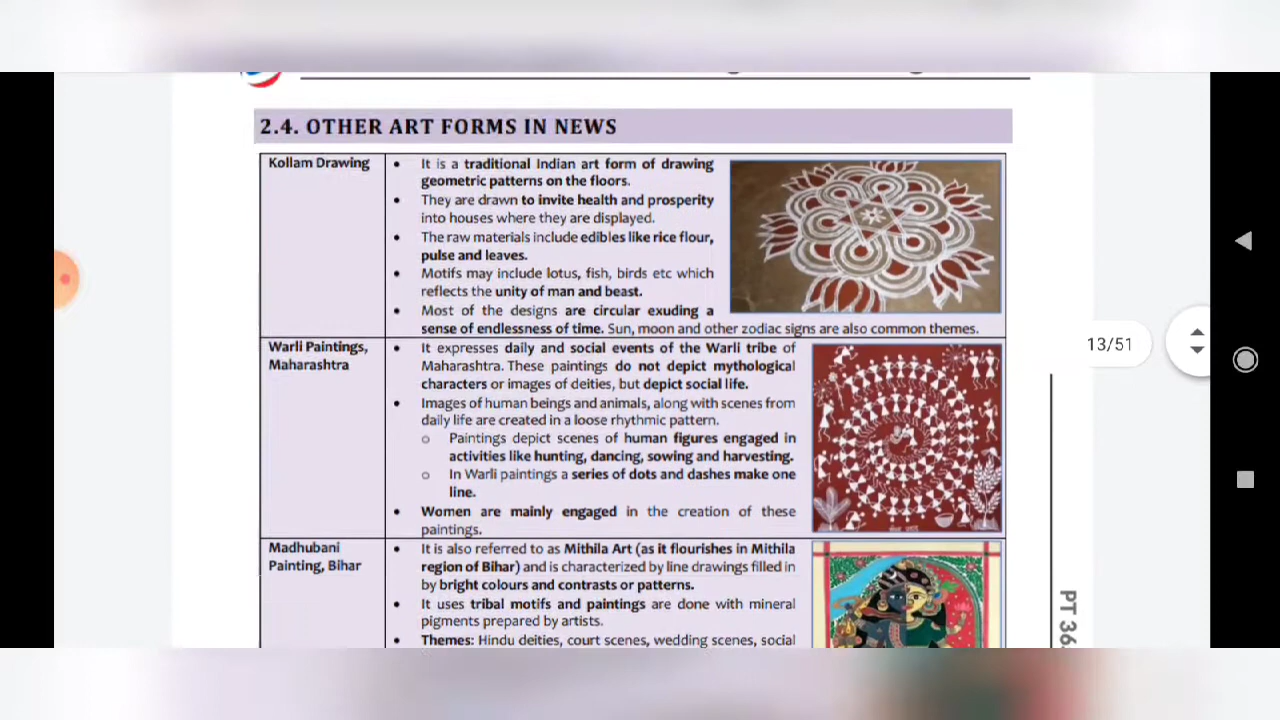 2.4. OTHER ART FORMS IN NEWS
Kollam Drawing
• It is a traditional Indian art form of drawing
geometric patterns on the floors.
• They are drawn to invite health and prosperity
into houses where they are displayed.
• The raw materials include edibles like rice flour,
pulse and leaves.
• Motifs may include lotus, fish, birds etc which
reflects the unity of man and beast.
• Most of the designs are circular exuding a
sense of endlessness of time. Sun, moon and other zodiac signs are also common themes.
Warli Paintings,
Maharashtra
• It expresses daily and social events of the Warli tribe of
Maharashtra. These paintings do not depict mythological
characters or images of deities, but depict social life.
• Images of human beings and animals, along with scenes from
daily life are created in a loose rhythmic pattern.
o Paintings depict scenes of human figures engaged in
activities like hunting, dancing, sowing and harvesting.
o In Warli paintings a series of dots and dashes make one
line.
• Women are mainly engaged in the creation of these
paintings.
Madhubani
Painting, Bihar
• It is also referred to as Mithila Art (as it flourishes in Mithila
region of Bihar) and is characterized by line drawings filled in
by bright colours and contrasts or patterns.
• It uses tribal motifs and paintings are done with mineral
pigments prepared by artists.
• Themes: Hindu deities, court scenes, wedding scenes, social
13/51
PT 36